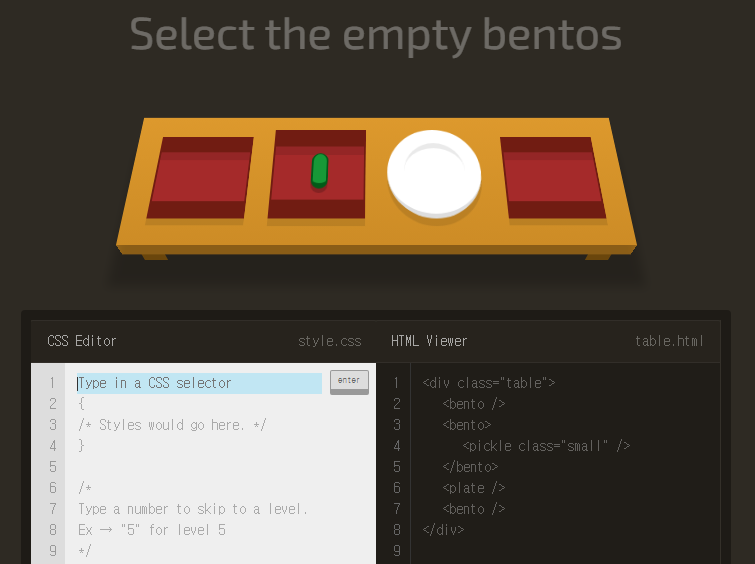 Select the empty bentos
CSS Editor
style.css
HTML Viewer
table.html
1 Type in a CSS selector
enter
2 {
3 /* Styles would go here. */
4 }
5
6 /*
7 Type a number to skip to a level.
8 Ex → "5" for level 5
9 */
1 <div class="table">
2 <bento />
3 <bento>
4 <pickle class="small" />
5 </bento>
6 <plate />
7 <bento />
8 </div>
9